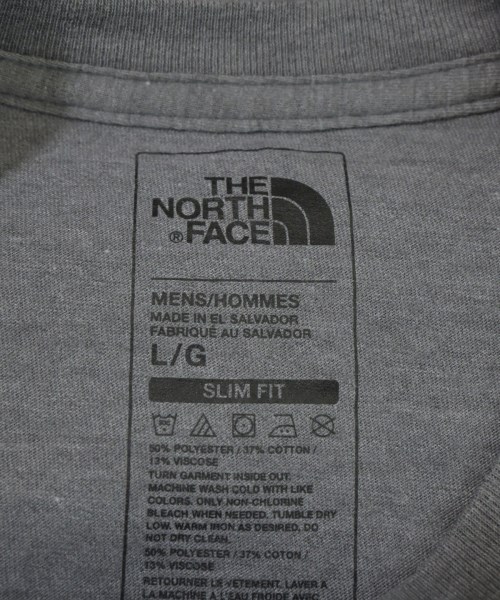 THE
NORTH
® FACE
MENS/HOMMES
MADE IN EL SALVADOR
FABRIQUÉ AU SALVADOR
L/G
SLIM FIT
50% POLYESTER / 37% COTTON /
13% VISCOSE
TURN GARMENT INSIDE OUT.
MACHINE WASH COLD WITH LIKE
COLORS. ONLY NON-CHLORINE
BLEACH WHEN NEEDED. TUMBLE DRY
LOW. WARM IRON AS DESIRED. DO
NOT DRY CLEAN.
50% POLYESTER / 37% COTON /
13% VISCOSE
RETOURNER LE VÊTEMENT. LAVER À